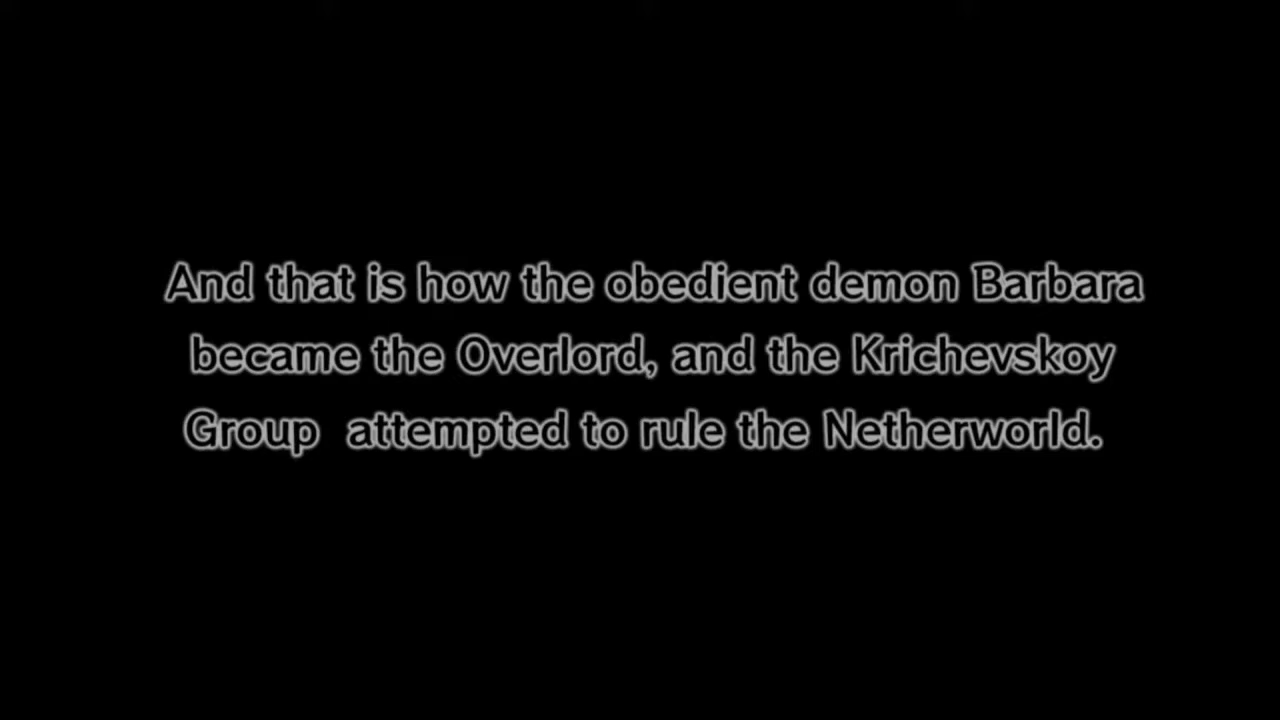 And that is how the obedient demon Barbara
became the Overlord, and the Krichevskoy
Group  attempted to rule the Netherworld.